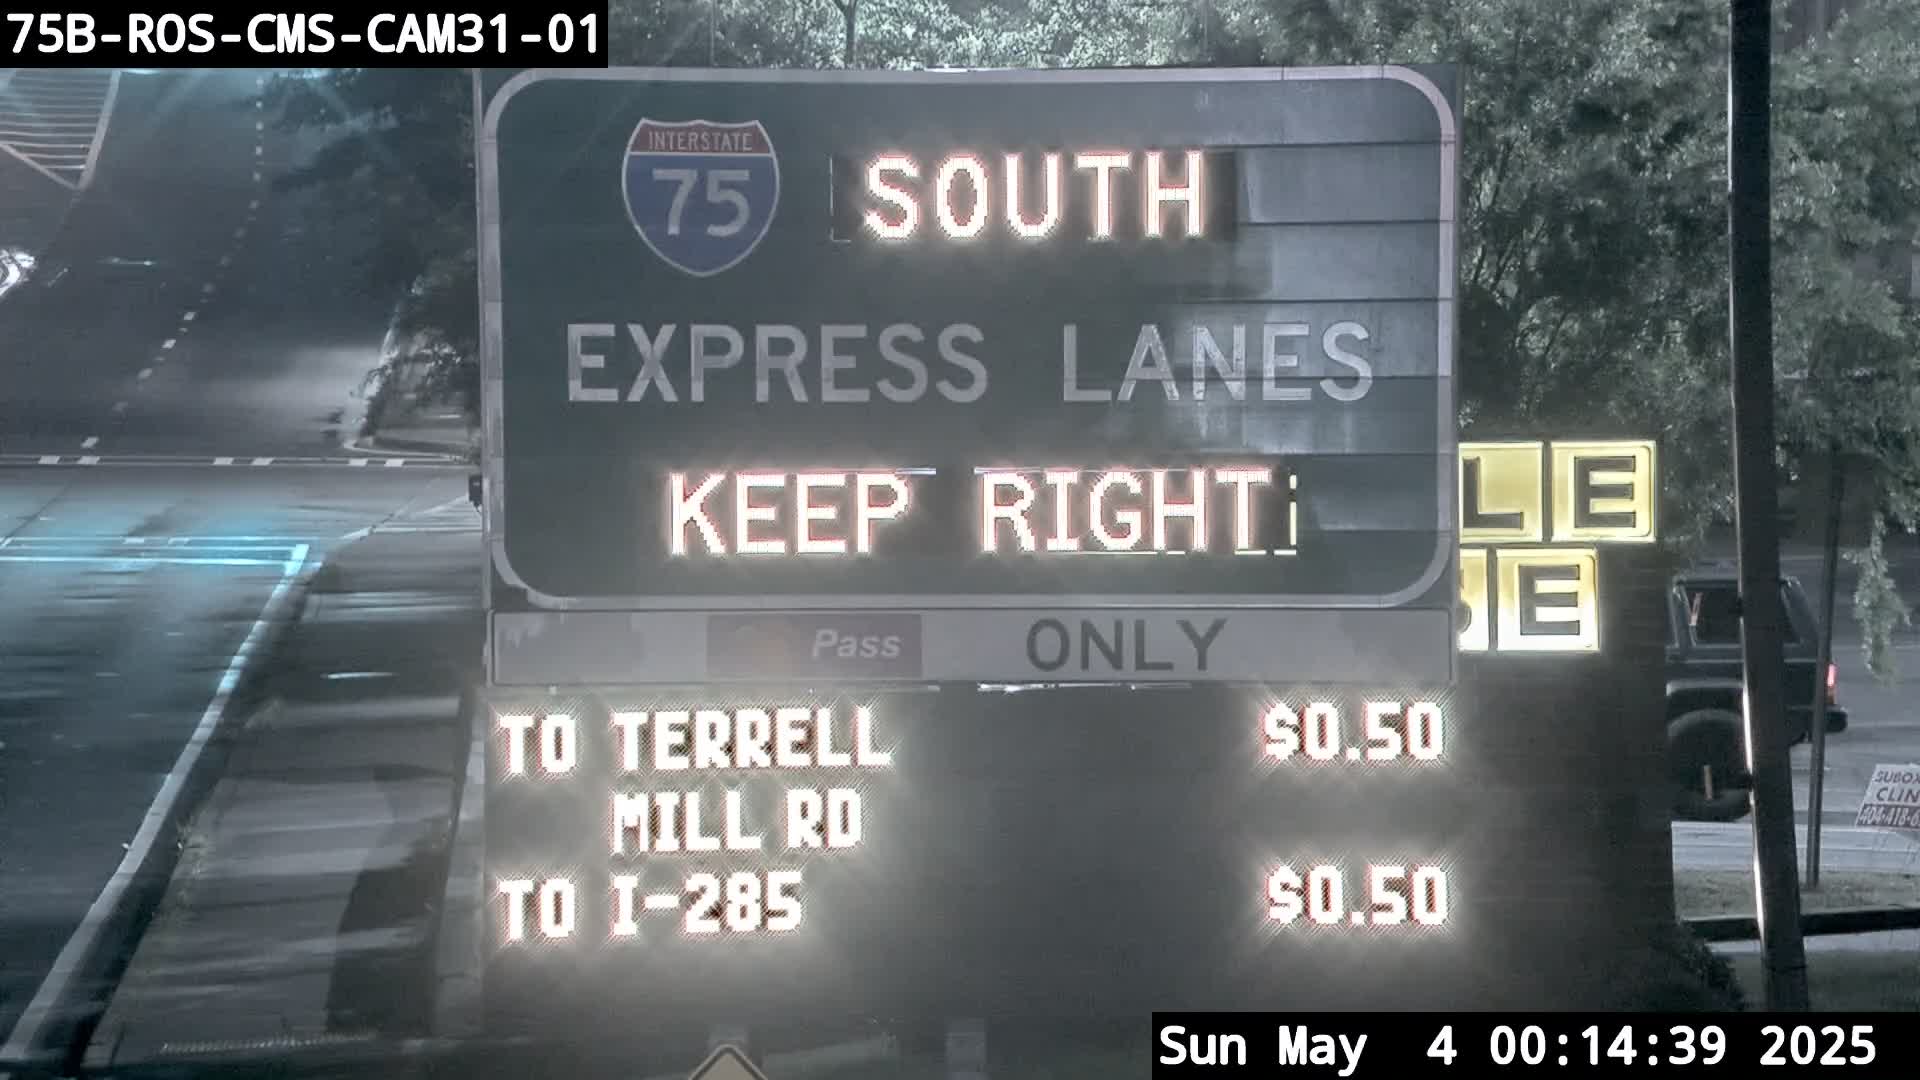 75B-ROS-CMS-CAM31-01
INTERSTATE
75
SOUTH
EXPRESS LANES
KEEP RIGHT
Pass ONLY
TO TERRELL $0.50
MILL RD
TO I-285 $0.50
LE
E
Sun May 4 00:14:39 2025